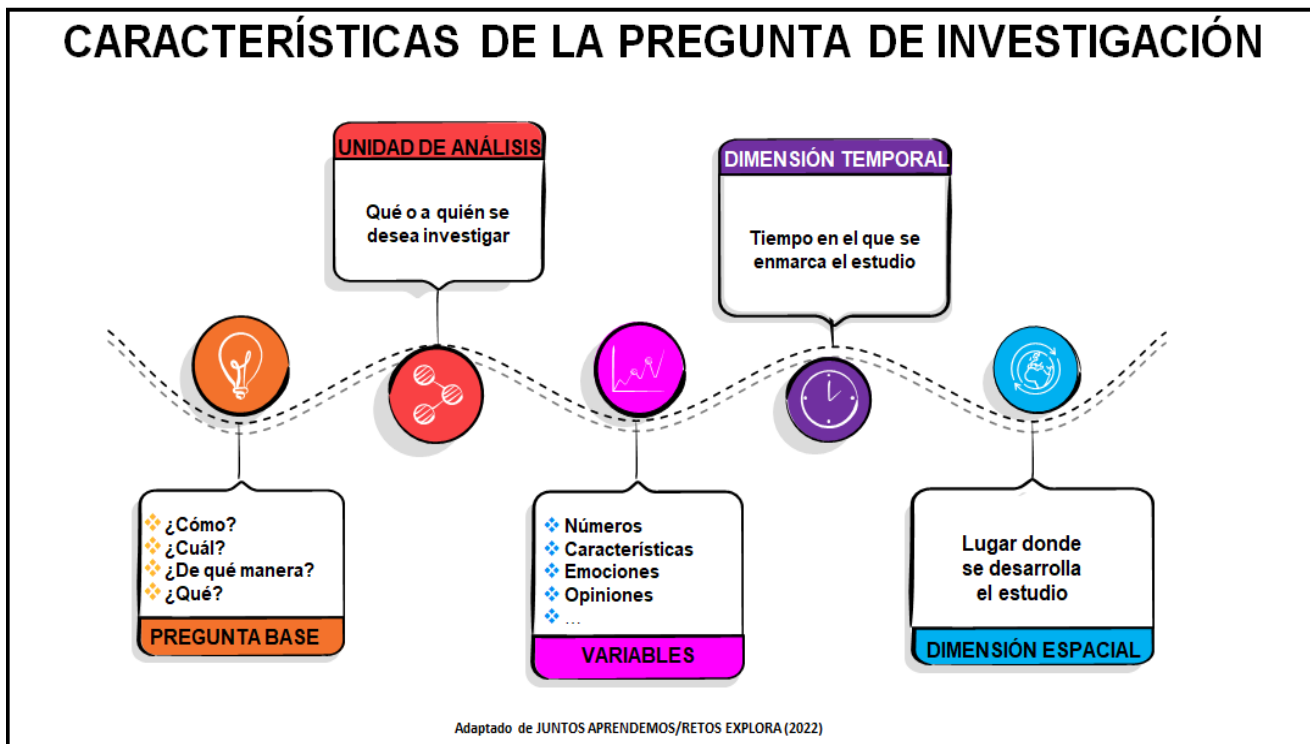 CARACTERÍSTICAS DE LA PREGUNTA DE INVESTIGACIÓN
UNIDAD DE ANÁLISIS
Qué o a quién se
desea investigar
DIMENSIÓN TEMPORAL
Tiempo en el que se
enmarca el estudio
¿Cómo?
¿Cuál?
¿De qué manera?
¿Qué?
PREGUNTA BASE
Números
Características
Emociones
Opiniones
...
VARIABLES
Lugar donde
se desarrolla
el estudio
DIMENSIÓN ESPACIAL
Adaptado de JUNTOS APRENDEMOS/RETOS EXPLORA (2022)